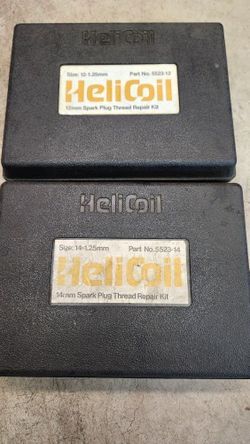 HeliCoil
Size: 12-1.25mm Part No. 5523-12
HeliCoil
12mm Spark Plug Thread Repair Kit
HeliCoil
Size: 14-1.25mm Part No. 5523-14
HeliCoil
14mm Spark Plug Thread Repair Kit